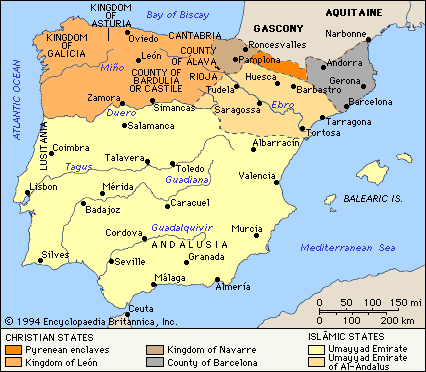 AQUITAINE
KINGDOM
OF
ASTURIA
Bay of Biscay
GASCONY
Narbonne
KINGDOM
OF
GALICIA
Oviedo
CANTABRIA
Roncesvalles
León
COUNTY
OF ALAVA
Pamplona
Andorra
Miño
COUNTY OF
BARDULIA
OR CASTILE
RIOJA
Huesca
Gerona
Tudela
Barbastro
ATLANTIC OCEAN
Zamora
Simancas
Ebro
Barcelona
Duero
Saragossa
Tarragona
Salamanca
Tortosa
LUSITANIA
Coimbra
Albarracín
Talavera
Toledo
Tagus
Guadiana
Valencia
Lisbon
Mérida
BALEARIC IS.
Badajoz
Caracuel
Guadalquivir
Murcia
Cordova
ANDALUSIA
Mediterranean Sea
Silves
Seville
Granada
Málaga
Almería
Ceuta
0 50 100 150 mi
0 100 200 km
© 1994 Encyclopaedia Britannica, Inc.
CHRISTIAN STATES
Pyrenean enclaves
Kingdom of León
Kingdom of Navarre
County of Barcelona
ISLĀMIC STATES
Umayyad Emirate
Umayyad Emirate
of Al-Andalus